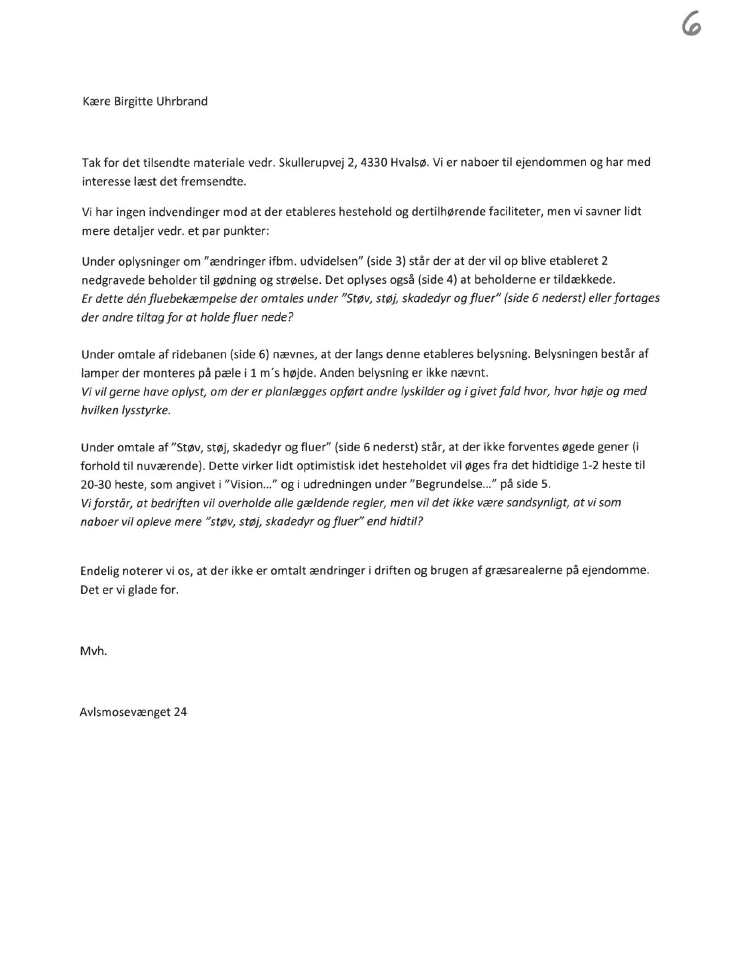 6
Kære Birgitte Uhrbrand
Tak for det tilsendte materiale vedr. Skullerupvej 2, 4330 Hvalsø. Vi er naboer til ejendommen og har med
interesse læst det fremsendte.
Vi har ingen indvendinger mod at der etableres hestehold og dertilhørende faciliteter, men vi savner lidt
mere detaljer vedr. et par punkter:
Under oplysninger om "ændringer ifbm. udvidelsen" (side 3) står der at der vil op blive etableret 2
nedgravede beholder til gødning og strøelse. Det oplyses også (side 4) at beholderne er tildækkede.
Er dette dén fluebekæmpelse der omtales under "Støv, støj, skadedyr og fluer" (side 6 nederst) eller fortages
der andre tiltag for at holde fluer nede?
Under omtale af ridebanen (side 6) nævnes, at der langs denne etableres belysning. Belysningen består af
lamper der monteres på pæle i 1 m´s højde. Anden belysning er ikke nævnt.
Vi vil gerne have oplyst, om der er planlægges opført andre lyskilder og i givet fald hvor, hvor høje og med
hvilken lysstyrke.
Under omtale af "Støv, støj, skadedyr og fluer" (side 6 nederst) står, at der ikke forventes øgede gener (i
forhold til nuværende). Dette virker lidt optimistisk idet hesteholdet vil øges fra det hidtidige 1-2 heste til
20-30 heste, som angivet i "Vision..." og i udredningen under "Begrundelse..." på side 5.
Vi forstår, at bedriften vil overholde alle gældende regler, men vil det ikke være sandsynligt, at vi som
naboer vil opleve mere "støv, støj, skadedyr og fluer" end hidtil?
Endelig noterer vi os, at der ikke er omtalt ændringer i driften og brugen af græsarealerne på ejendomme.
Det er vi glade for.
Mvh.
Avlsmosevænget 24